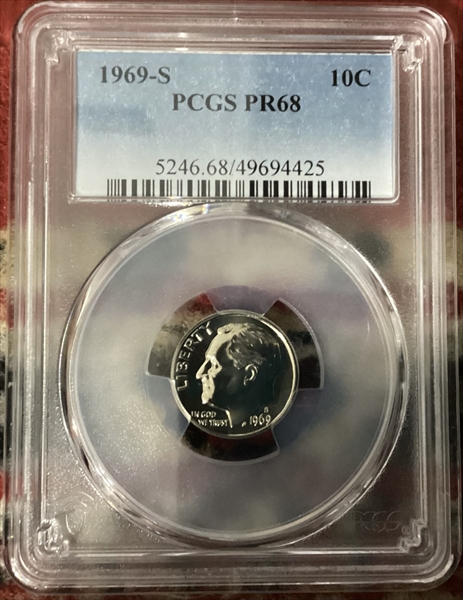 1969-S 10C
PCGS PR68
5246.68/49694425
LIBERTY
IN GOD
WE TRUST
S
1969